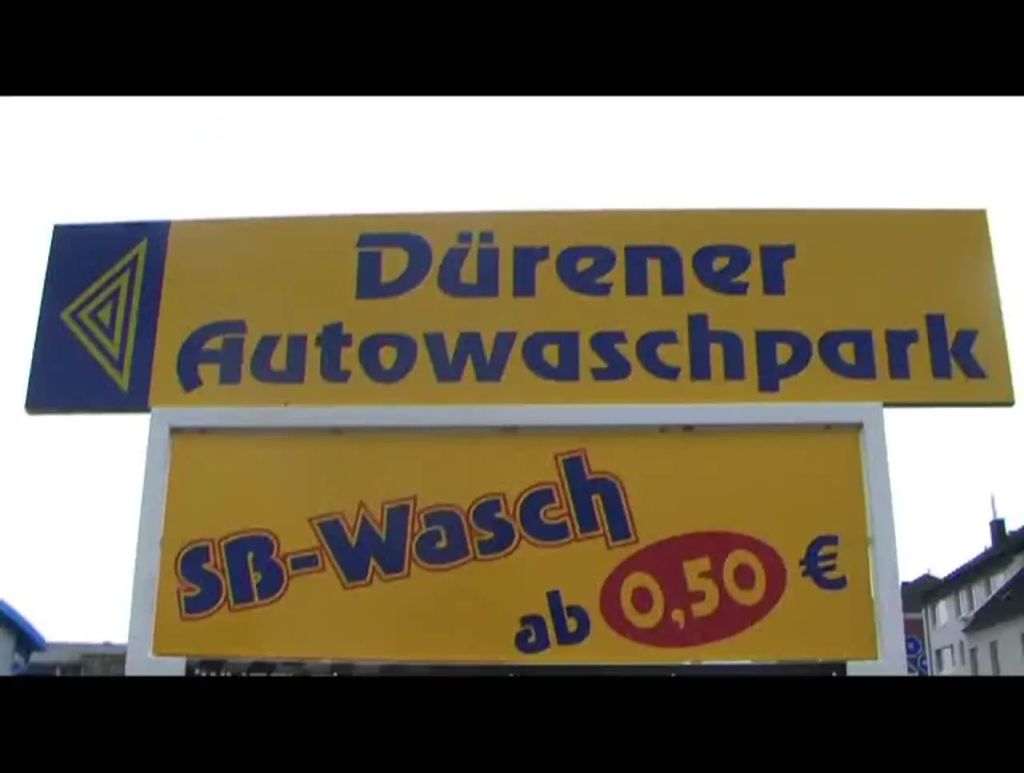 Dürener
Autowaschpark
SB-Wasch
ab 0,50 €